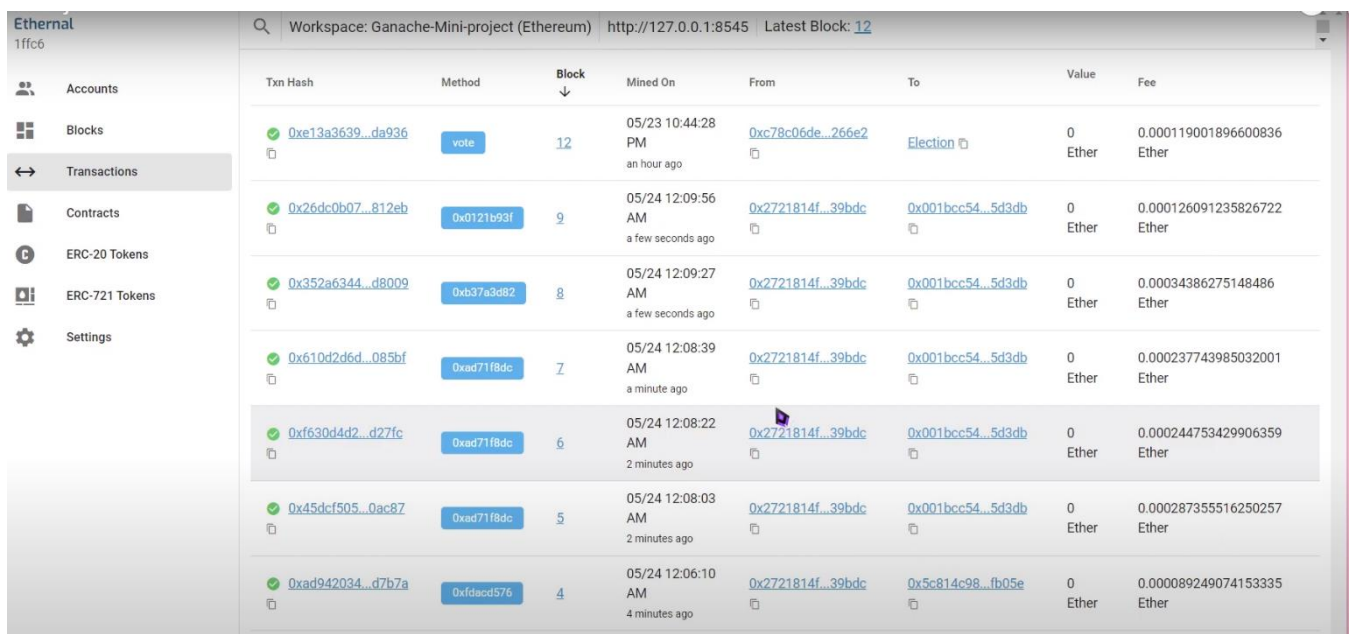 Ethernal
1ffc6
Workspace: Ganache-Mini-project (Ethereum) http://127.0.0.1:8545 Latest Block: 12
Accounts
Blocks
Transactions
Contracts
ERC-20 Tokens
ERC-721 Tokens
Settings
Txn Hash Method Block Mined On From To Value Fee
0xe13a3639...da936 vote 12 05/23 10:44:28 PM 0xc78c06de...266e2 Election 0 Ether 0.000119001896600836 Ether
an hour ago
0x26dc0b07...812eb 0x0121b93f 9 05/24 12:09:56 AM 0x2721814f...39bdc 0x001bcc54...5d3db 0 Ether 0.000126091235826722 Ether
a few seconds ago
0x352a6344...d8009 0xb37a3d82 8 05/24 12:09:27 AM 0x2721814f...39bdc 0x001bcc54...5d3db 0 Ether 0.00034386275148486 Ether
a few seconds ago
0x610d2d6d...085bf 0xad71f8dc 7 05/24 12:08:39 AM 0x2721814f...39bdc 0x001bcc54...5d3db 0 Ether 0.000237743985032001 Ether
a minute ago
0xf630d4d2...d27fc 0xad71f8dc 6 05/24 12:08:22 AM 0x2721814f...39bdc 0x001bcc54...5d3db 0 Ether 0.000244753429906359 Ether
2 minutes ago
0x45dcf505...0ac87 0xad71f8dc 5 05/24 12:08:03 AM 0x2721814f...39bdc 0x001bcc54...5d3db 0 Ether 0.000287355516250257 Ether
2 minutes ago
0xad942034...d7b7a 0xfdacd576 4 05/24 12:06:10 AM 0x2721814f...39bdc 0x5c814c98...fb05e 0 Ether 0.000089249074153335 Ether
4 minutes ago